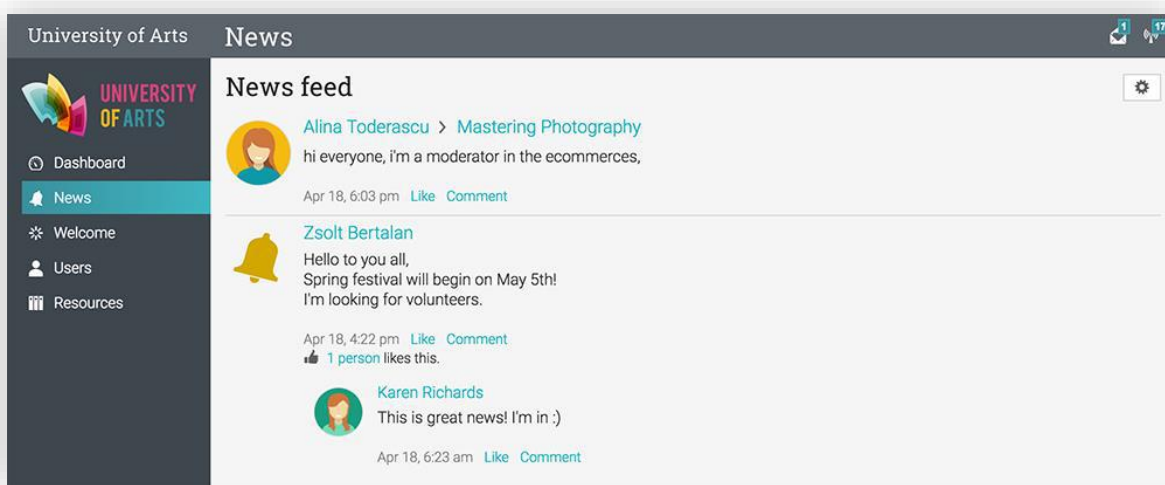 University of Arts
News
1
17
UNIVERSITY
OF ARTS
Dashboard
News
Welcome
Users
Resources
News feed
Alina Toderascu > Mastering Photography
hi everyone, i'm a moderator in the ecommerces,
Apr 18, 6:03 pm Like Comment
Zsolt Bertalan
Hello to you all,
Spring festival will begin on May 5th!
I'm looking for volunteers.
Apr 18, 4:22 pm Like Comment
1 person likes this.
Karen Richards
This is great news! I'm in :)
Apr 18, 6:23 am Like Comment